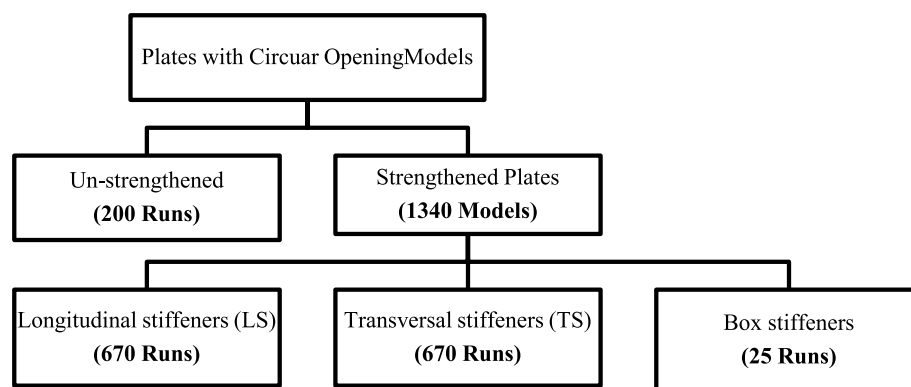 Plates with Circuar OpeningModels
Un-strengthened
(200 Runs)
Strengthened Plates
(1340 Models)
Longitudinal stiffeners (LS)
(670 Runs)
Transversal stiffeners (TS)
(670 Runs)
Box stiffeners
(25 Runs)